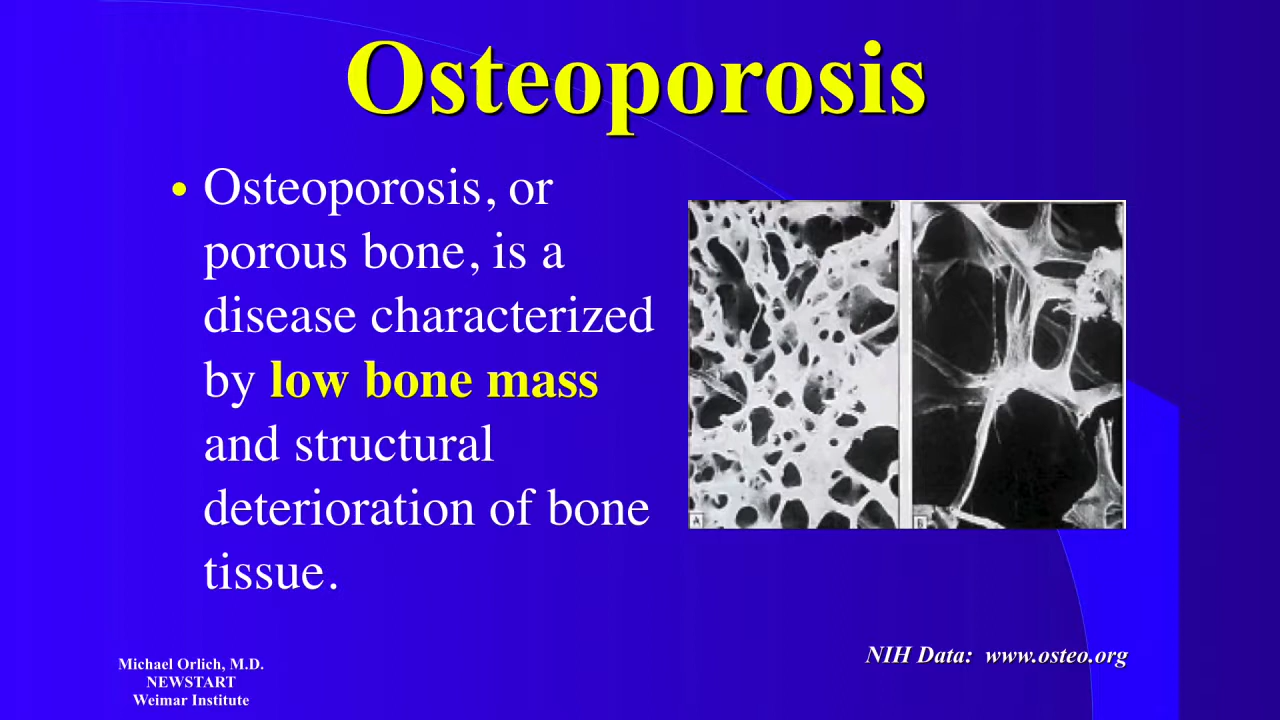 Osteoporosis
• Osteoporosis, or
porous bone, is a
disease characterized
by low bone mass
and structural
deterioration of bone
tissue.
A
B
NIH Data: www.osteo.org
Michael Orlich, M.D.
NEWSTART
Weimar Institute